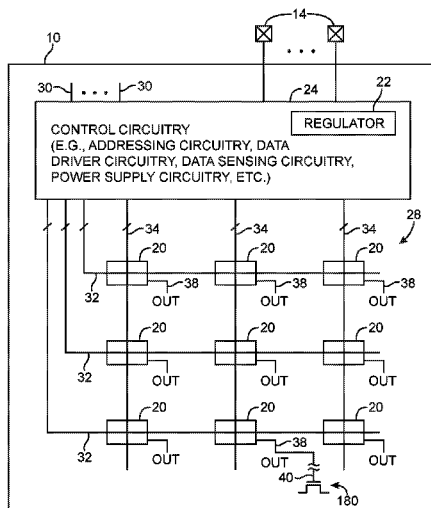 14
10
30 30
24
22
REGULATOR
CONTROL CIRCUITRY
(E.G., ADDRESSING CIRCUITRY, DATA
DRIVER CIRCUITRY, DATA SENSING CIRCUITRY,
POWER SUPPLY CIRCUITRY, ETC.)
34 34 34 28
20 20 20
32 38 38 38
OUT OUT OUT
20 20 20
32
OUT OUT OUT
20 20 20
32 38
OUT OUT OUT
40
180